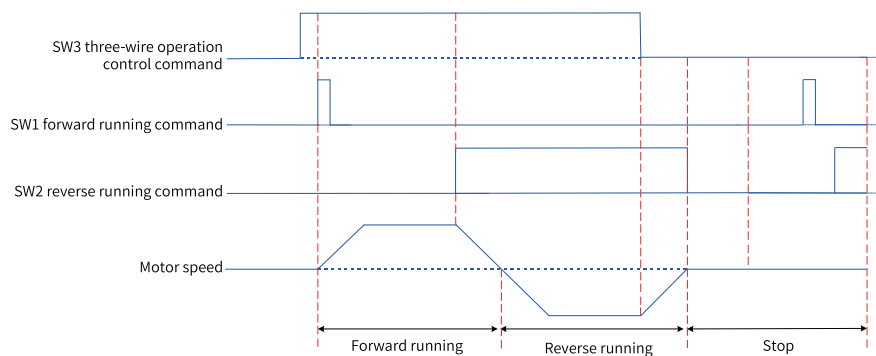 SW3 three-wire operation
control command
SW1 forward running command
SW2 reverse running command
Motor speed
Forward running
Reverse running
Stop